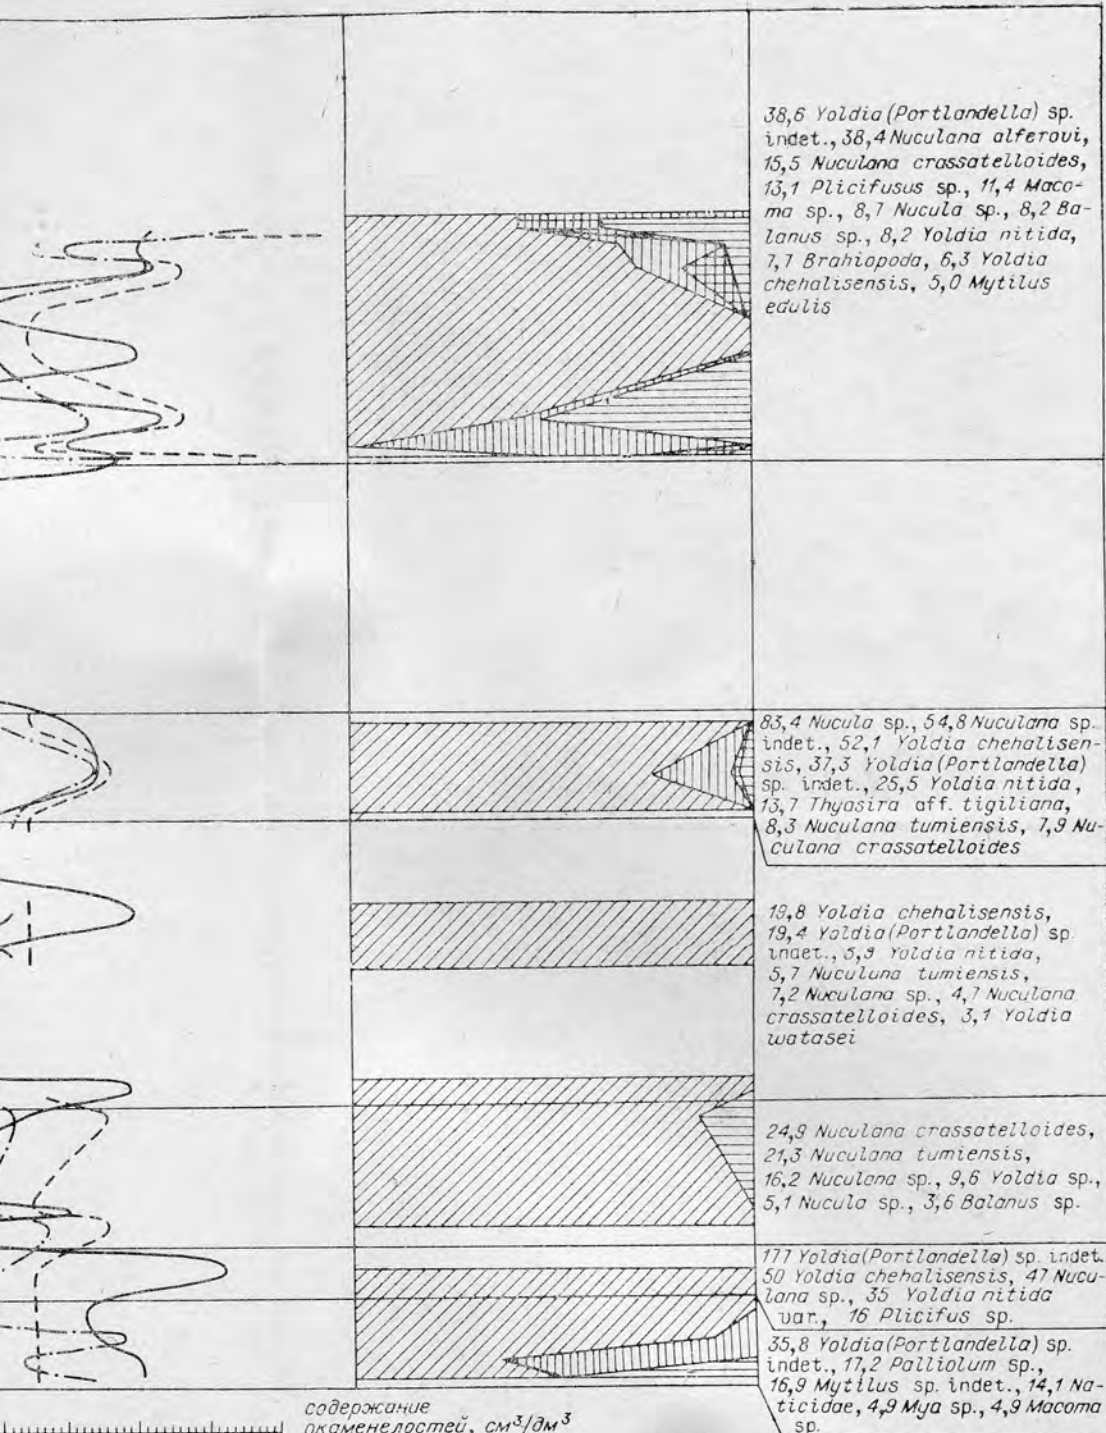 38,6 Yoldia (Portlandella) sp.
indet., 38,4 Nuculana alferovi,
15,5 Nuculana crassatelloides,
13,1 Plicifusus sp., 11,4 Maco-
ma sp., 8,7 Nucula sp., 8,2 Ba-
lanus sp., 8,2 Yoldia nitida,
7,7 Brahiopoda, 6,3 Yoldia
chehalisensis, 5,0 Mytilus
edulis
83,4 Nucula sp., 54,8 Nuculana sp.
indet., 52,1 Yoldia chehalisen-
sis, 37,3 Yoldia (Portlandella)
sp. indet., 25,5 Yoldia nitida,
13,7 Thyasira aff. tigiliana,
8,3 Nuculana tumiensis, 7,9 Nu-
culana crassatelloides
19,8 Yoldia chehalisensis,
19,4 Yoldia (Portlandella) sp.
indet., 5,9 Yoldia nitida,
5,7 Nuculana tumiensis,
7,2 Nuculana sp., 4,7 Nuculana
crassatelloides, 3,1 Yoldia
watasei
24,9 Nuculana crassatelloides,
21,3 Nuculana tumiensis,
16,2 Nuculana sp., 9,6 Yoldia sp.,
5,1 Nucula sp., 3,6 Balanus sp.
177 Yoldia (Portlandella) sp. indet.
50 Yoldia chehalisensis, 47 Nucu-
lana sp., 35 Yoldia nitida
var., 16 Plicifus sp.
35,8 Yoldia (Portlandella) sp.
indet., 17,2 Palliolum sp.,
16,9 Mytilus sp. indet., 14,1 Na-
ticidae, 4,9 Mya sp., 4,9 Macoma
sp.
содержание
окаменелостей, см³/дм³